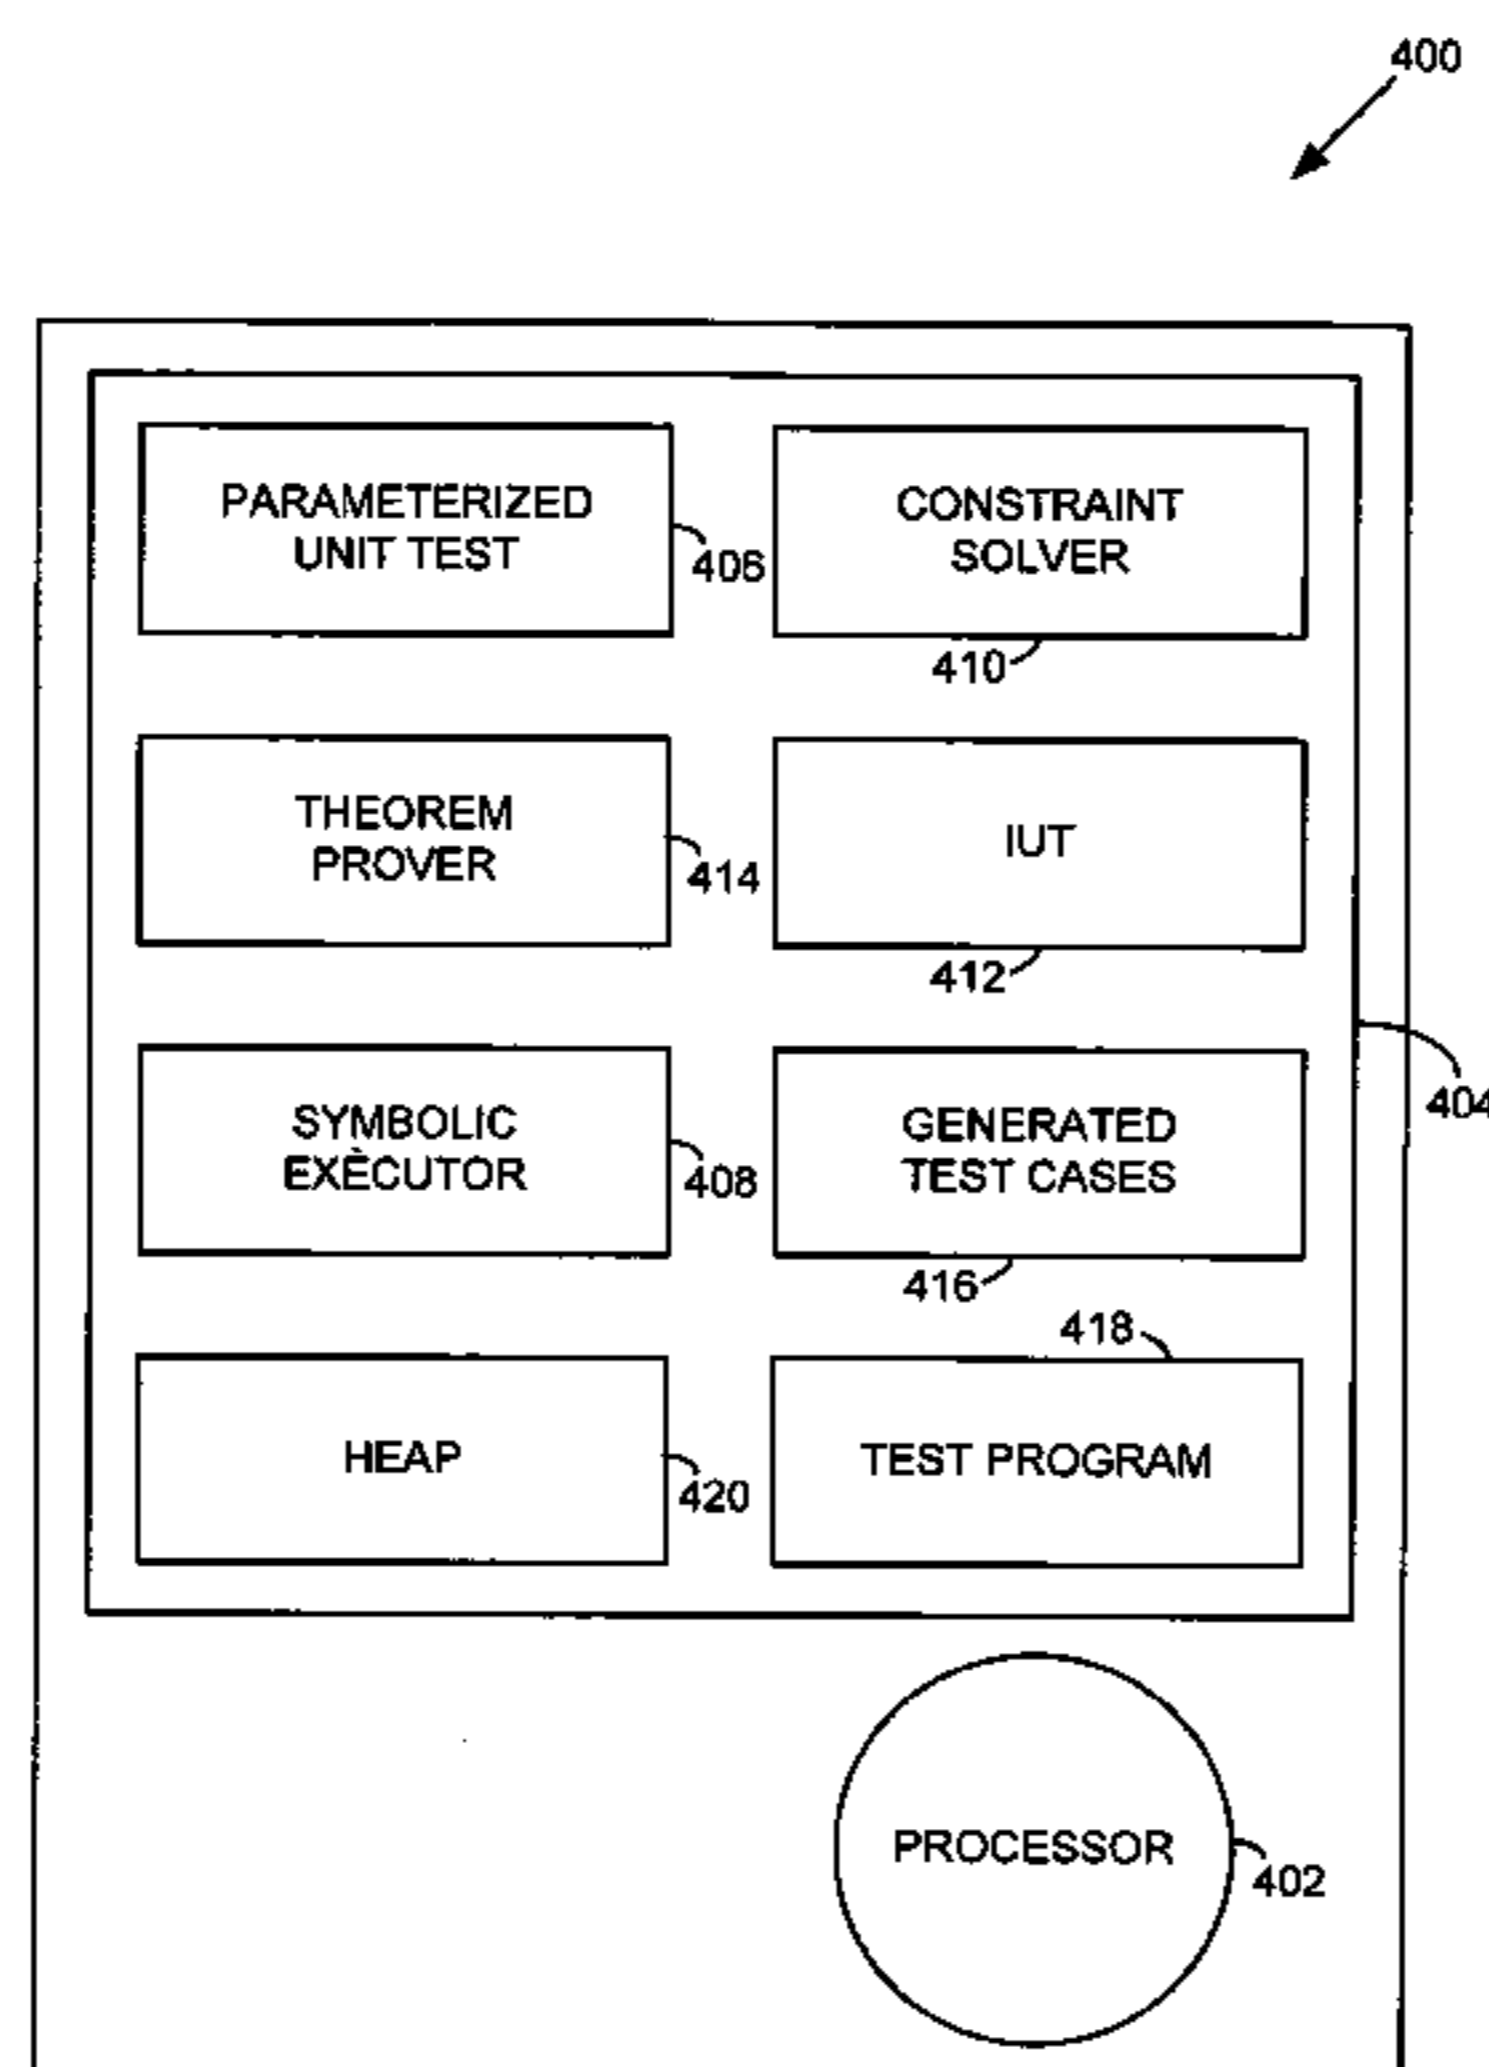 400
PARAMETERIZED
UNIT TEST
406
CONSTRAINT
SOLVER
410
THEOREM
PROVER
414
IUT
412
404
SYMBOLIC
EXECUTOR
408
GENERATED
TEST CASES
416
418
HEAP
420
TEST PROGRAM
PROCESSOR
402